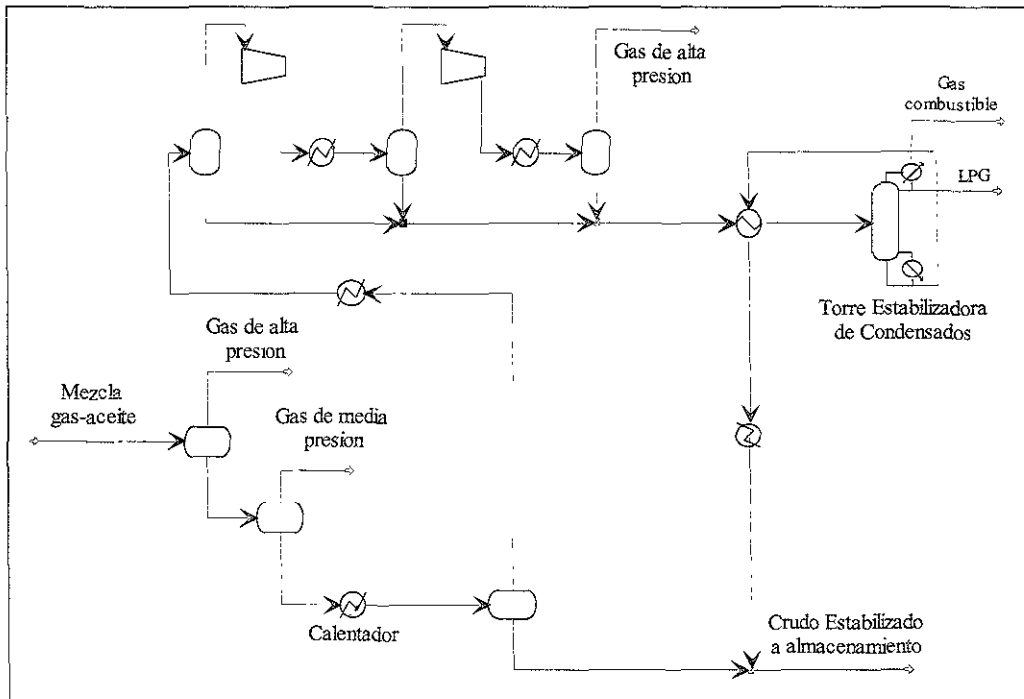 Gas de alta
presion
Gas
combustible
LPG
Torre Estabilizadora
de Condensados
Gas de alta
presion
Mezcla
gas-aceite
Gas de media
presion
Calentador
Crudo Estabilizado
a almacenamiento